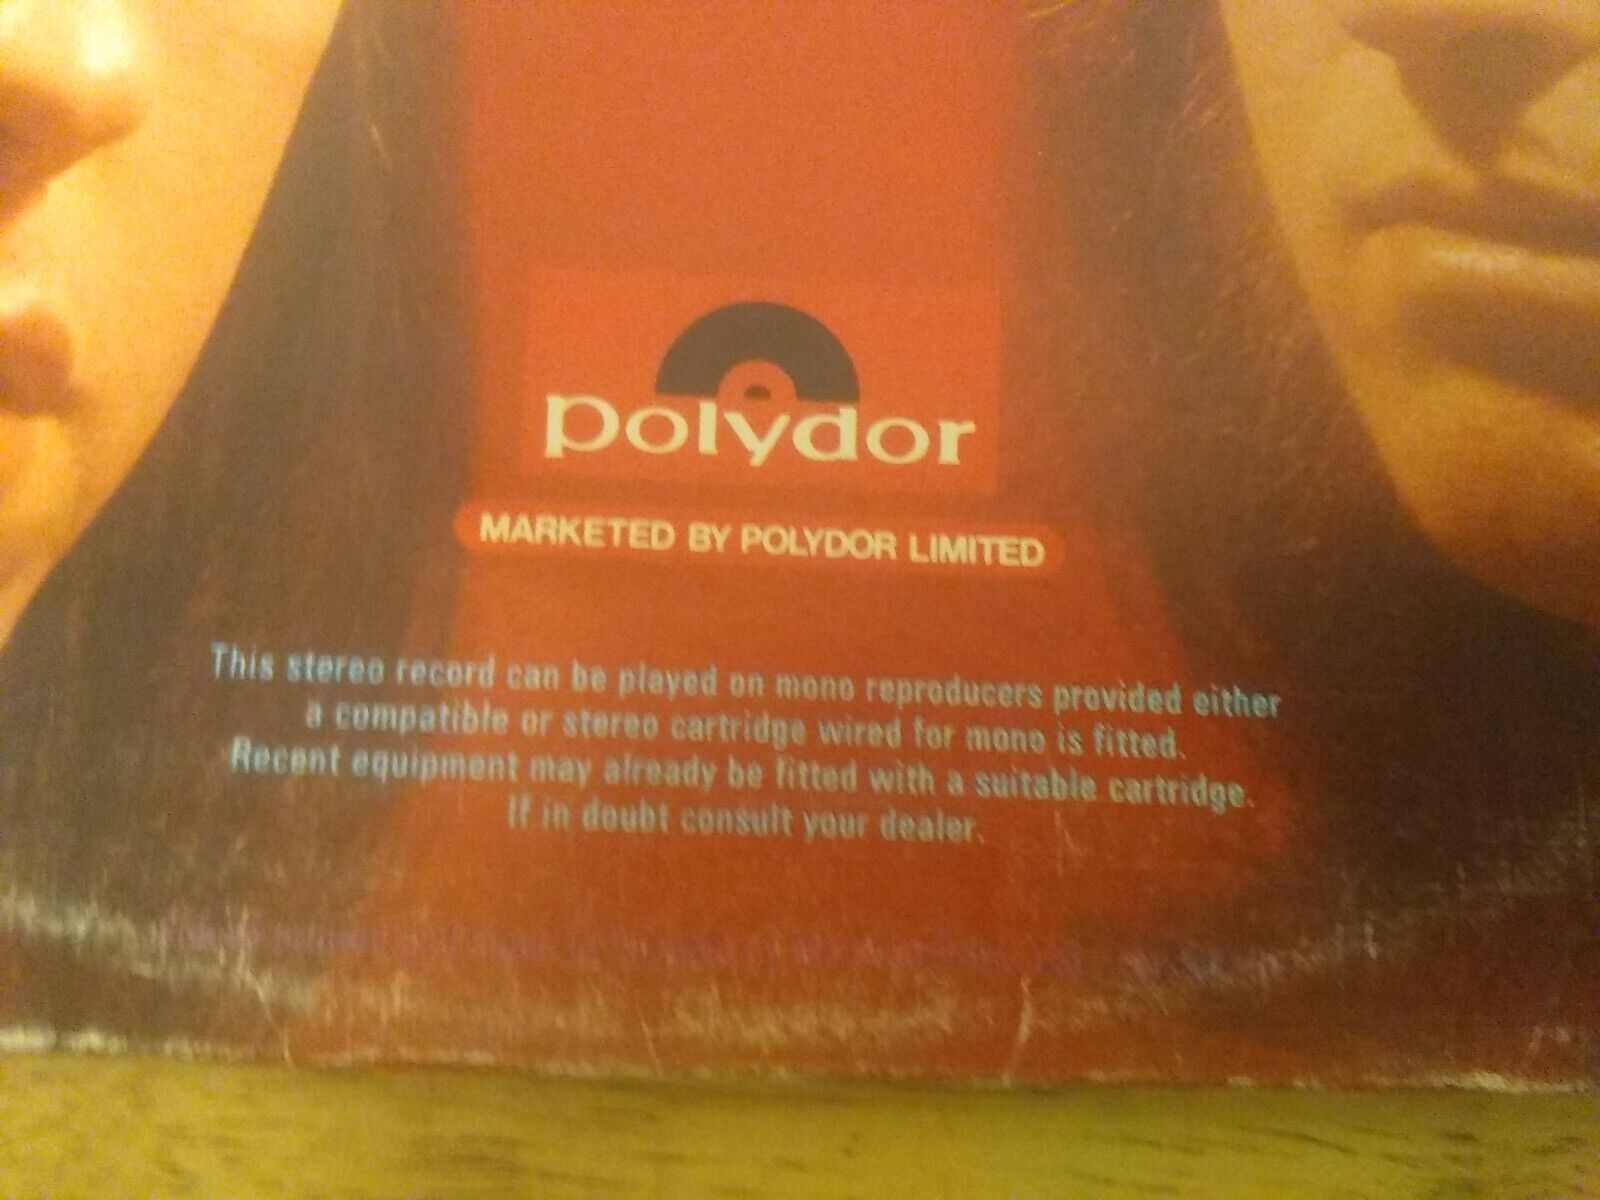 polydor
MARKETED BY POLYDOR LIMITED
This stereo record can be played on mono reproducers provided either
a compatible or stereo cartridge wired for mono is fitted.
Recent equipment may already be fitted with a suitable cartridge.
If in doubt consult your dealer.